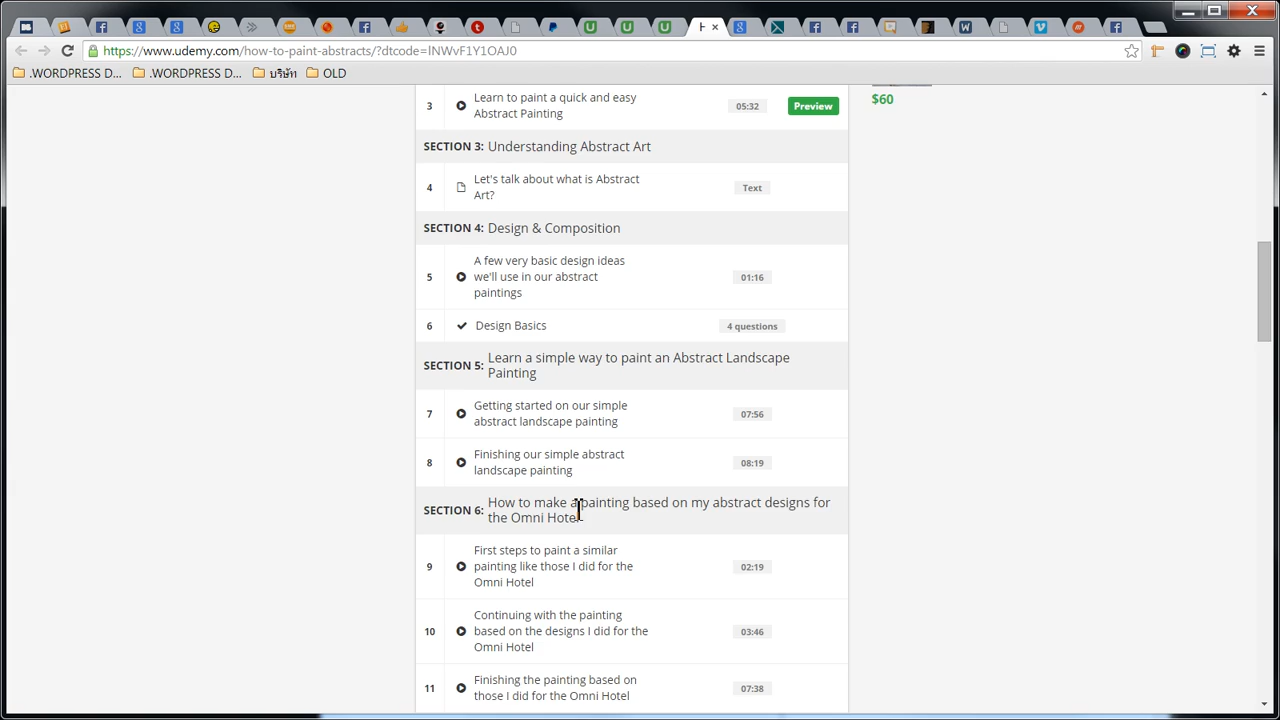 https://www.udemy.com/how-to-paint-abstracts/?dtcode=lNWvF1Y1OAJ0
.WORDPRESS D...
.WORDPRESS D...
บริษัท
OLD
3
Learn to paint a quick and easy
Abstract Painting
05:32
Preview
$60
SECTION 3: Understanding Abstract Art
4
Let's talk about what is Abstract
Art?
Text
SECTION 4: Design & Composition
5
A few very basic design ideas
we'll use in our abstract
paintings
01:16
6
Design Basics
4 questions
SECTION 5: Learn a simple way to paint an Abstract Landscape
Painting
7
Getting started on our simple
abstract landscape painting
07:56
8
Finishing our simple abstract
landscape painting
08:19
SECTION 6: How to make a painting based on my abstract designs for
the Omni Hotel
9
First steps to paint a similar
painting like those I did for the
Omni Hotel
02:19
10
Continuing with the painting
based on the designs I did for the
Omni Hotel
03:46
11
Finishing the painting based on
those I did for the Omni Hotel
07:38